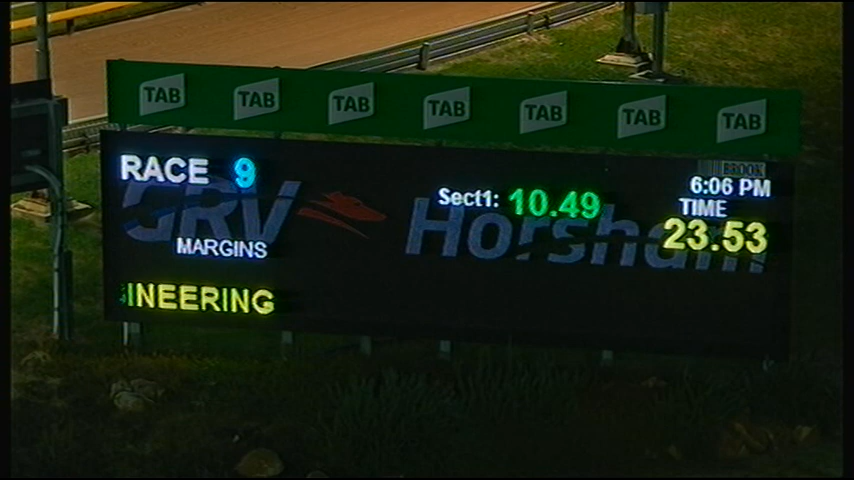 TAB TAB TAB TAB TAB TAB TAB
BROOK
RACE 9
6:06 PM
Sect1: 10.49
TIME
GRV Horsham
23.53
MARGINS
INEERING